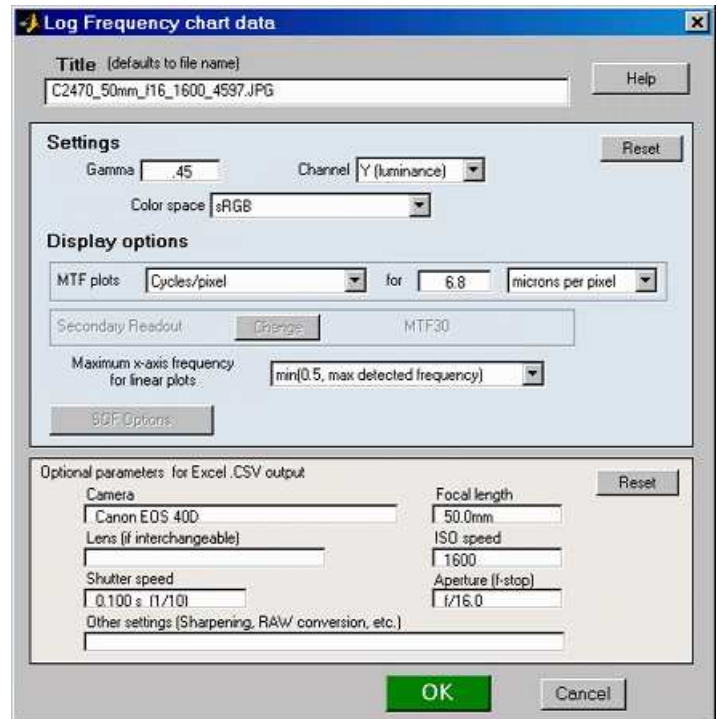 Log Frequency chart data
Title (defaults to file name)
Help
C2470_50mm_f16_1600_4597.JPG
Settings
Reset
Gamma .45 Channel Y (luminance)
Color space sRGB
Display options
MTF plots Cycles/pixel for 6.8 microns per pixel
Secondary Readout Change MTF30
Maximum x-axis frequency
for linear plots
min(0.5, max detected frequency)
SQF Options
Optional parameters for Excel .CSV output
Reset
Camera Focal length
Canon EOS 40D 50.0mm
Lens (if interchangeable) ISO speed
1600
Shutter speed Aperture (f-stop)
0.100 s (1/10) f/16.0
Other settings (Sharpening, RAW conversion, etc.)
OK Cancel